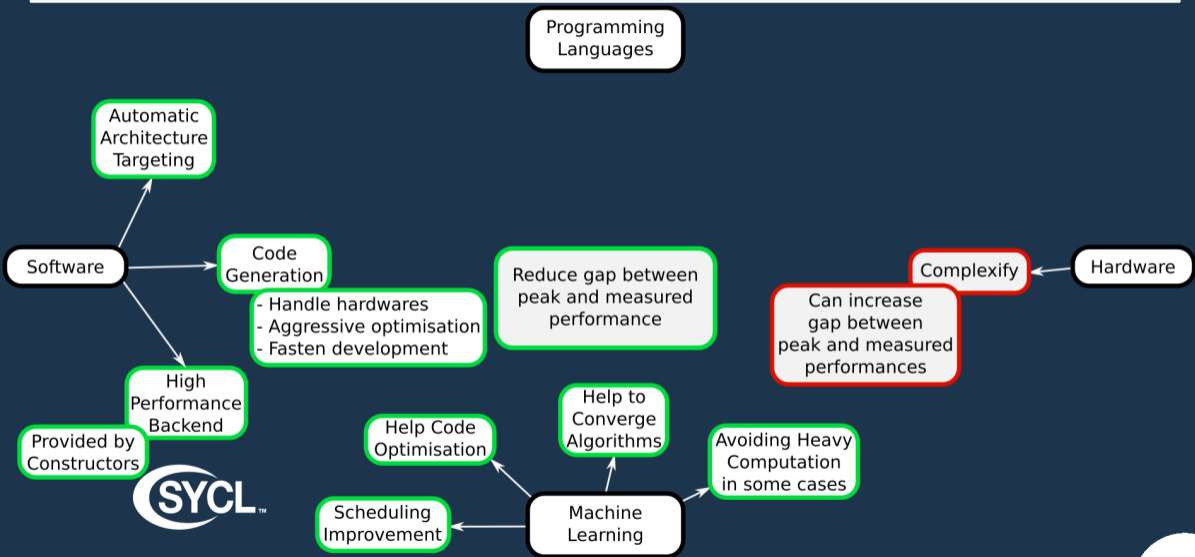 Programming
Languages
Automatic
Architecture
Targeting
Software
Code
Generation
- Handle hardwares
- Aggressive optimisation
- Fasten development
High
Performance
Backend
Provided by
Constructors
SYCL™
Reduce gap between
peak and measured
performance
Complexify
Hardware
Can increase
gap between
peak and measured
performances
Help Code
Optimisation
Help to
Converge
Algorithms
Avoiding Heavy
Computation
in some cases
Scheduling
Improvement
Machine
Learning